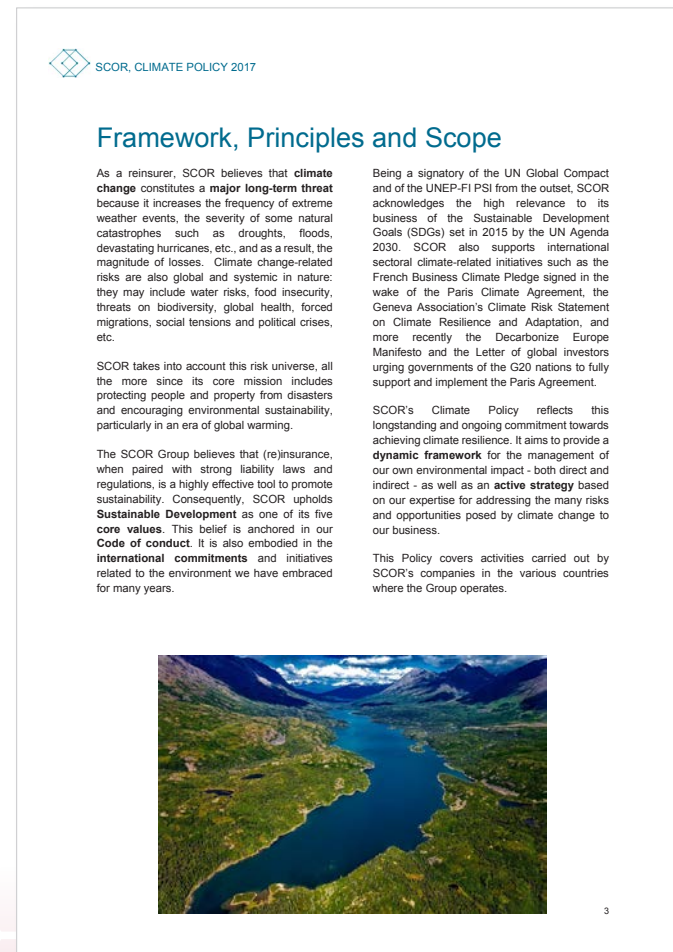 SCOR, CLIMATE POLICY 2017
Framework, Principles and Scope
As a reinsurer, SCOR believes that climate
change constitutes a major long-term threat
because it increases the frequency of extreme
weather events, the severity of some natural
catastrophes such as droughts, floods,
devastating hurricanes, etc., and as a result, the
magnitude of losses. Climate change-related
risks are also global and systemic in nature:
they may include water risks, food insecurity,
threats on biodiversity, global health, forced
migrations, social tensions and political crises,
etc.
SCOR takes into account this risk universe, all
the more since its core mission includes
protecting people and property from disasters
and encouraging environmental sustainability,
particularly in an era of global warming.
The SCOR Group believes that (re)insurance,
when paired with strong liability laws and
regulations, is a highly effective tool to promote
sustainability. Consequently, SCOR upholds
Sustainable Development as one of its five
core values. This belief is anchored in our
Code of conduct. It is also embodied in the
international commitments and initiatives
related to the environment we have embraced
for many years.
Being a signatory of the UN Global Compact
and of the UNEP-FI PSI from the outset, SCOR
acknowledges the high relevance to its
business of the Sustainable Development
Goals (SDGs) set in 2015 by the UN Agenda
2030. SCOR also supports international
sectoral climate-related initiatives such as the
French Business Climate Pledge signed in the
wake of the Paris Climate Agreement, the
Geneva Association's Climate Risk Statement
on Climate Resilience and Adaptation, and
more recently the Decarbonize Europe
Manifesto and the Letter of global investors
urging governments of the G20 nations to fully
support and implement the Paris Agreement.
SCOR's Climate Policy reflects this
longstanding and ongoing commitment towards
achieving climate resilience. It aims to provide a
dynamic framework for the management of
our own environmental impact - both direct and
indirect - as well as an active strategy based
on our expertise for addressing the many risks
and opportunities posed by climate change to
our business.
This Policy covers activities carried out by
SCOR's companies in the various countries
where the Group operates.
3